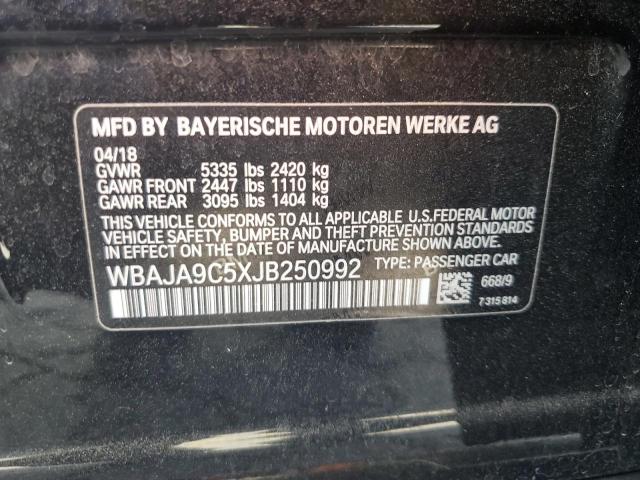 MFD BY BAYERISCHE MOTOREN WERKE AG
04/18
GVWR 5335 lbs 2420 kg
GAWR FRONT 2447 lbs 1110 kg
GAWR REAR 3095 lbs 1404 kg
THIS VEHICLE CONFORMS TO ALL APPLICABLE U.S.FEDERAL MOTOR
VEHICLE SAFETY, BUMPER AND THEFT PREVENTION STANDARDS
IN EFFECT ON THE DATE OF MANUFACTURE SHOWN ABOVE.
WBAJA9C5XJB250992 TYPE: PASSENGER CAR
668/9
7 315 814